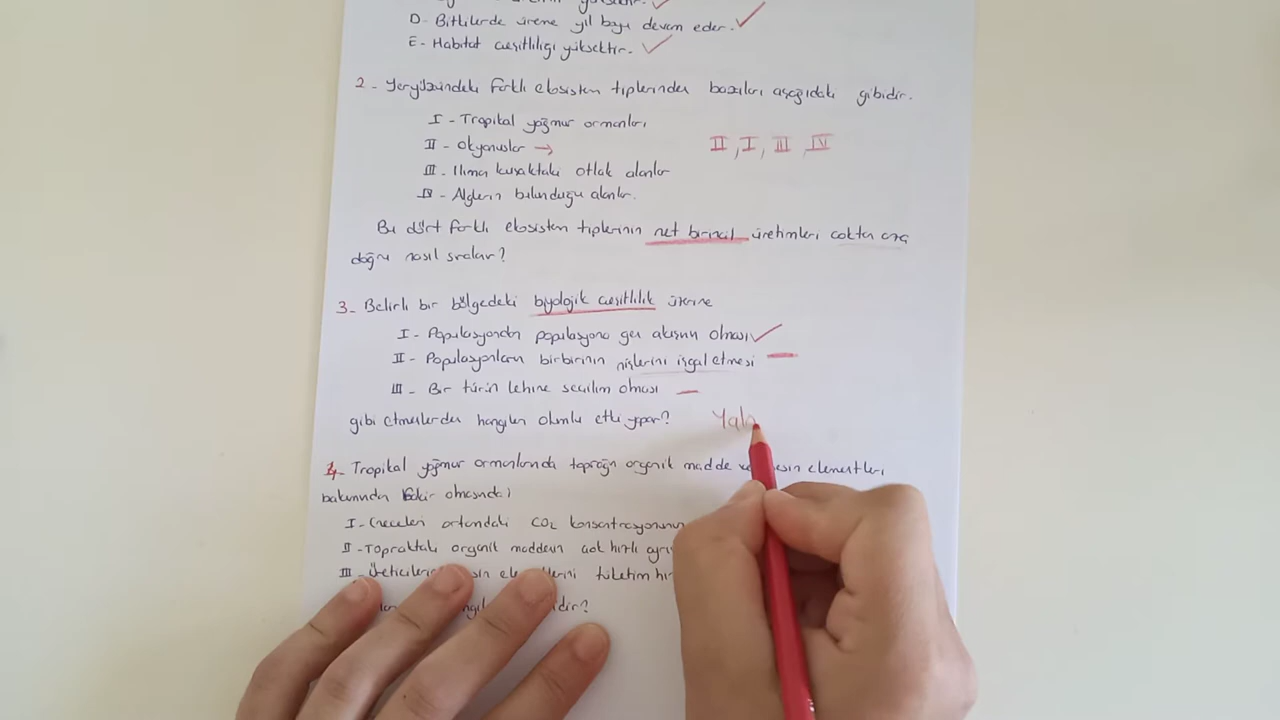 D- Bitkilerde üreme yıl boyu devam eder.
E- Habitat çeşitliliği yüksektir.
2- Yeryüzündeki farklı ekosistem tiplerinden bazıları aşağıdaki gibidir.
I- Tropikal yağmur ormanları
II- Okyanuslar →
II, I, III, IV
III- Ilıman kuşaktaki otlak alanlar
IV- Alglerin bulunduğu alanlar.
Bu dört farklı ekosistem tiplerinin net birincil üretimleri çoktan aza
doğru nasıl sıralanır?
3- Belirli bir bölgedeki biyolojik çeşitlilik üzerine
I- Populasyondan populasyona gen akışının olması
II- Populasyonların birbirinin nişlerini işgal etmesi
III- Bir türün lehine seçilim olması
gibi etmenlerden hangileri olumlu etki yapar? Yal
4- Tropikal yağmur ormanlarında toprağın organik madde elementleri
bakımından fakir olmasında;
I- Geceleri ortamdaki CO2 konsantrasyonunun
II- Topraktaki organik maddenin çok hızlı
III- Üreticilerin tüketim